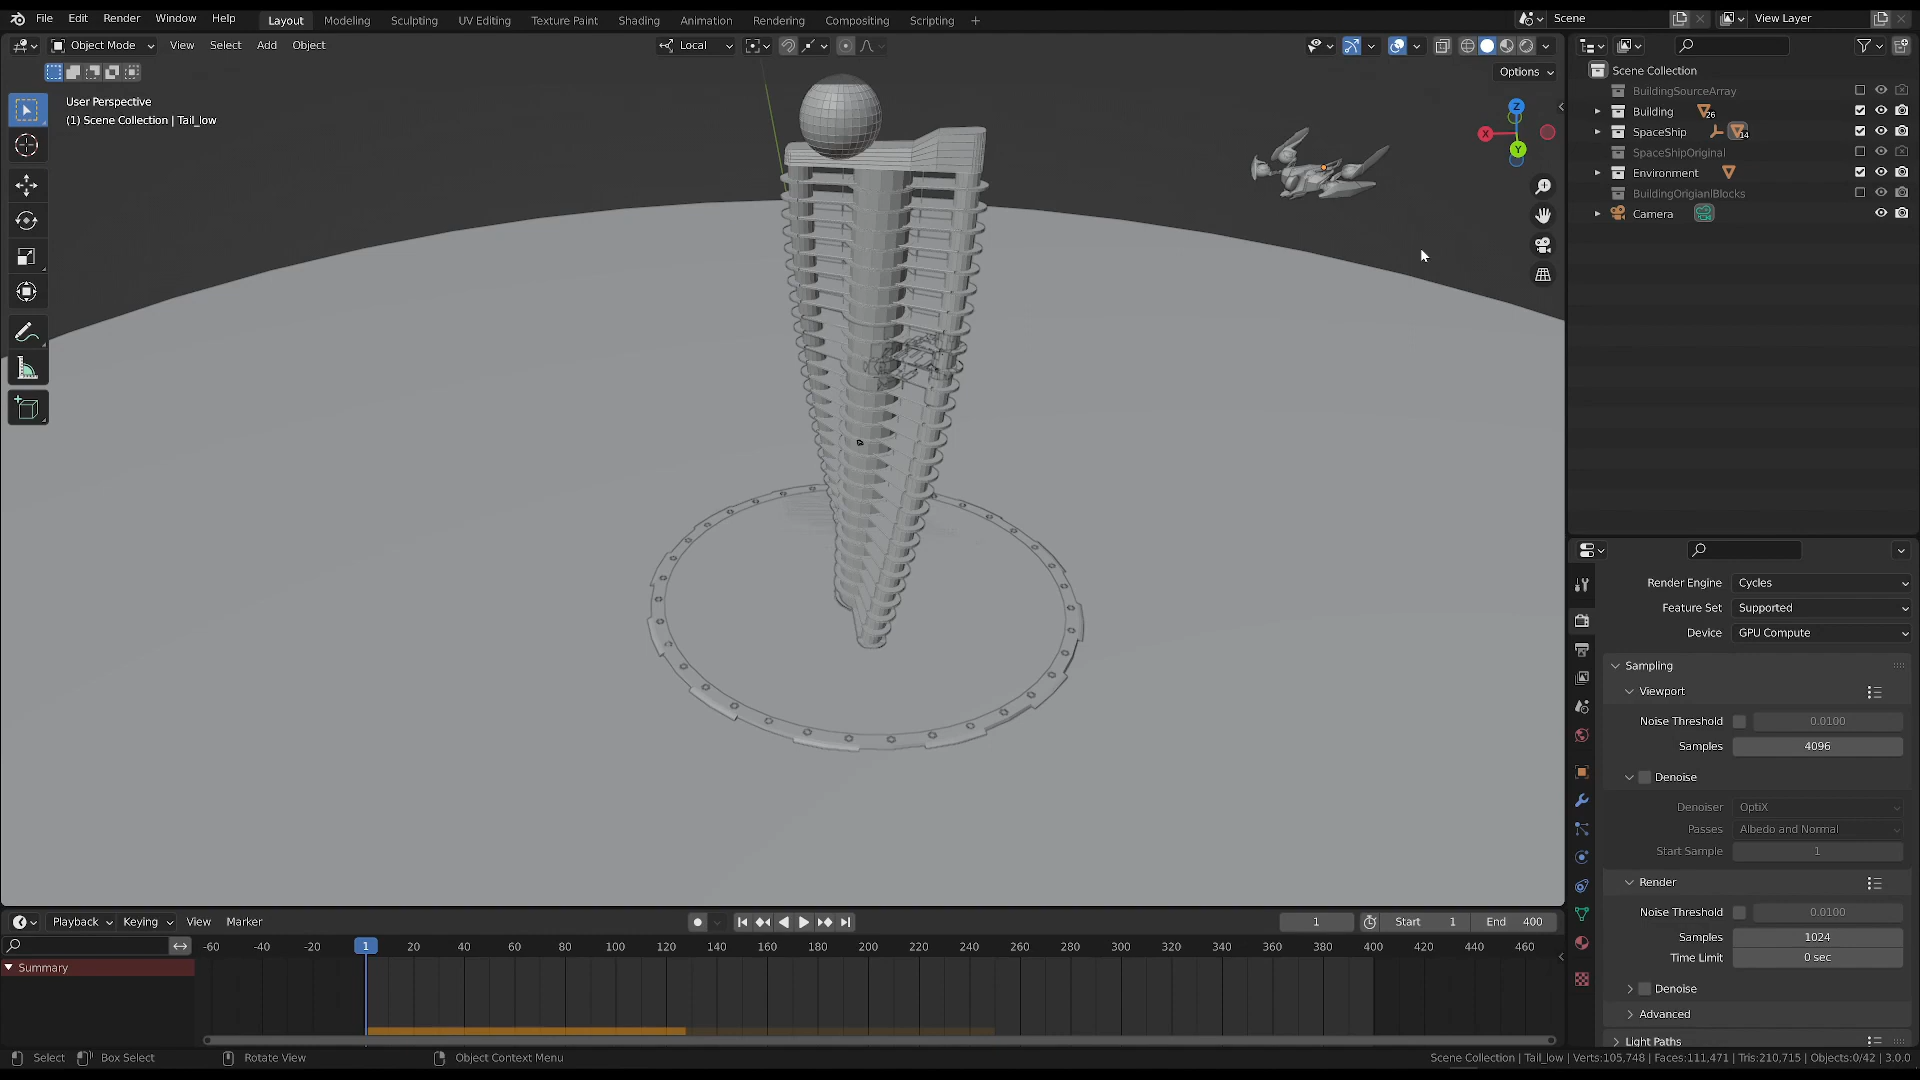 File Edit Render Window Help Layout Modeling Sculpting UV Editing Texture Paint Shading Animation Rendering Compositing Scripting + Scene View Layer
Object Mode View Select Add Object Local
Options
User Perspective
(1) Scene Collection | Tail_low
Z
X
Y
Scene Collection
BuildingSourceArray
Building 26
SpaceShip 14
SpaceShipOriginal
Environment
BuildingOrigianlBlocks
Camera
Render Engine Cycles
Feature Set Supported
Device GPU Compute
Sampling
Viewport
Noise Threshold 0.0100
Samples 4096
Denoise
Denoiser OptiX
Passes Albedo and Normal
Start Sample 1
Render
Noise Threshold 0.0100
Samples 1024
Time Limit 0 sec
Denoise
Advanced
Light Paths
Playback Keying View Marker 1 Start 1 End 400
-60 -40 -20 1 20 40 60 80 100 120 140 160 180 200 220 240 260 280 300 320 340 360 380 400 420 440 460
Summary
Select Box Select Rotate View Object Context Menu Scene Collection | Tail_low | Verts:105,748 | Faces:111,471 | Tris:210,715 | Objects:0/42 | 3.0.0